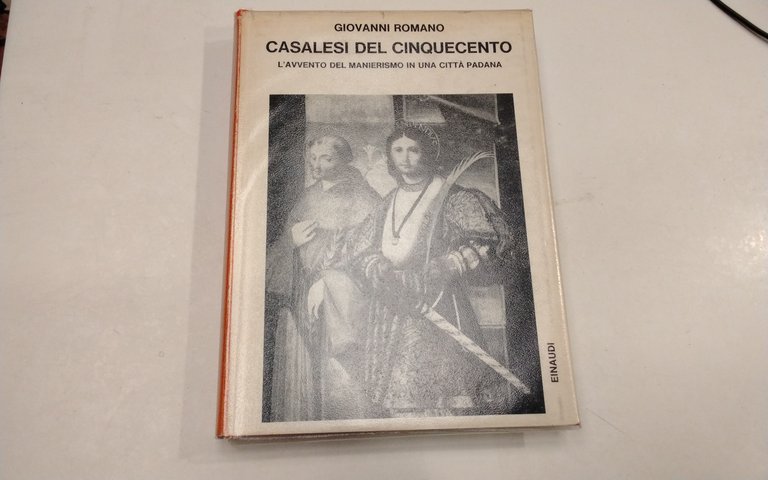 GIOVANNI ROMANO
CASALESI DEL CINQUECENTO
L'AVVENTO DEL MANIERISMO IN UNA CITTÀ PADANA
EINAUDI